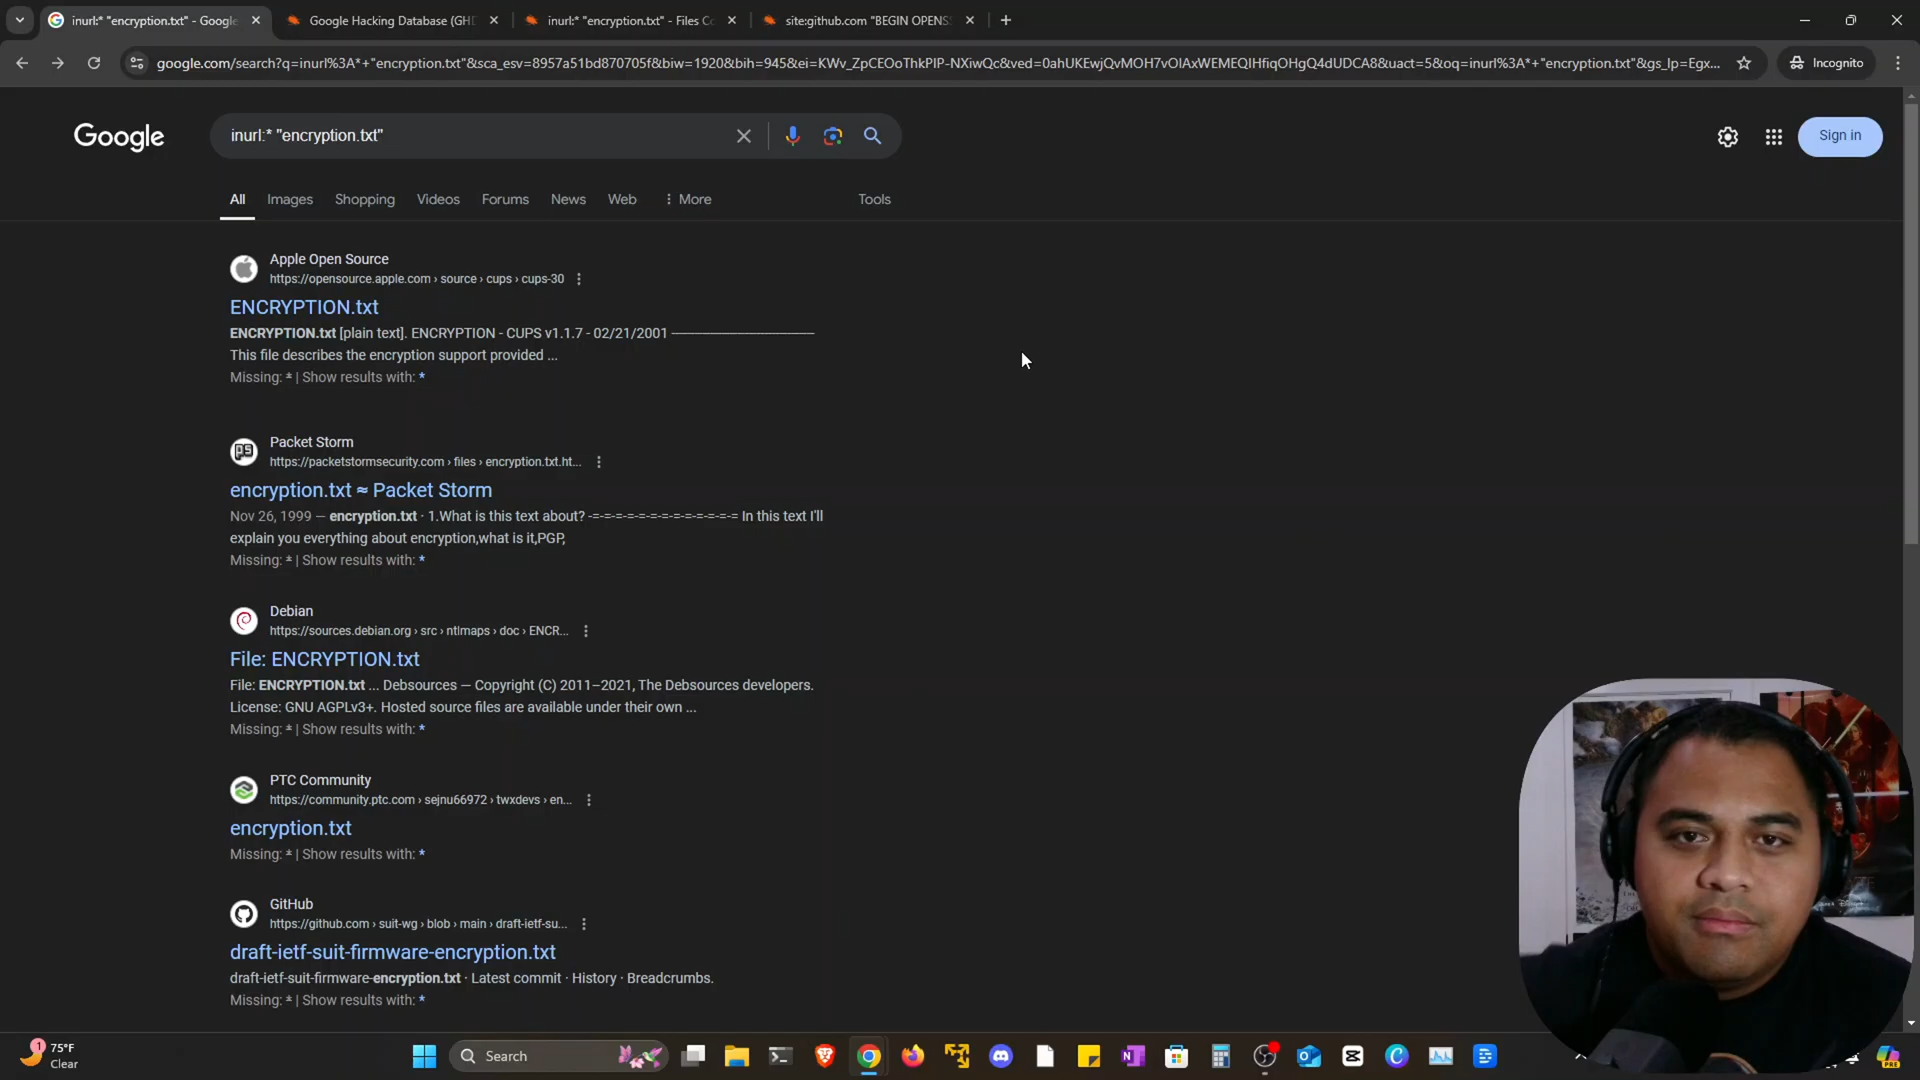 inurl:* "encryption.txt" - Google
Google Hacking Database (GHD
inurl:* "encryption.txt" - Files Co
site:github.com "BEGIN OPENSS
google.com/search?q=inurl%3A*+"encryption.txt"&sca_esv=8957a51bd870705f&biw=1920&bih=945&ei=KWv_ZpCEOoThkPIP-NXiwQc&ved=0ahUKEwjQvMOH7vOIAxWEMEQIHfiqOHgQ4dUDCA8&uact=5&oq=inurl%3A*+"encryption.txt"&gs_lp=Egx...
Incognito
Google
inurl:* "encryption.txt"
Sign in
All
Images
Shopping
Videos
Forums
News
Web
More
Tools
Apple Open Source
https://opensource.apple.com › source › cups › cups-30
ENCRYPTION.txt
ENCRYPTION.txt [plain text]. ENCRYPTION - CUPS v1.1.7 - 02/21/2001 -----------------------------------
This file describes the encryption support provided ...
Missing: * | Show results with: *
Packet Storm
https://packetstormsecurity.com › files › encryption.txt.ht...
encryption.txt ≈ Packet Storm
Nov 26, 1999 — encryption.txt · 1.What is this text about? -=-=-=-=-=-=-=-=-=-=-=-=-= In this text I'll
explain you everything about encryption,what is it,PGP,
Missing: * | Show results with: *
Debian
https://sources.debian.org › src › ntlmaps › doc › ENCR...
File: ENCRYPTION.txt
File: ENCRYPTION.txt ... Debsources — Copyright (C) 2011–2021, The Debsources developers.
License: GNU AGPLv3+. Hosted source files are available under their own ...
Missing: * | Show results with: *
PTC Community
https://community.ptc.com › sejnu66972 › twxdevs › en...
encryption.txt
Missing: * | Show results with: *
GitHub
https://github.com › suit-wg › blob › main › draft-ietf-su...
draft-ietf-suit-firmware-encryption.txt
draft-ietf-suit-firmware-encryption.txt · Latest commit · History · Breadcrumbs.
Missing: * | Show results with: *
1
75°F
Clear
Search
PRE